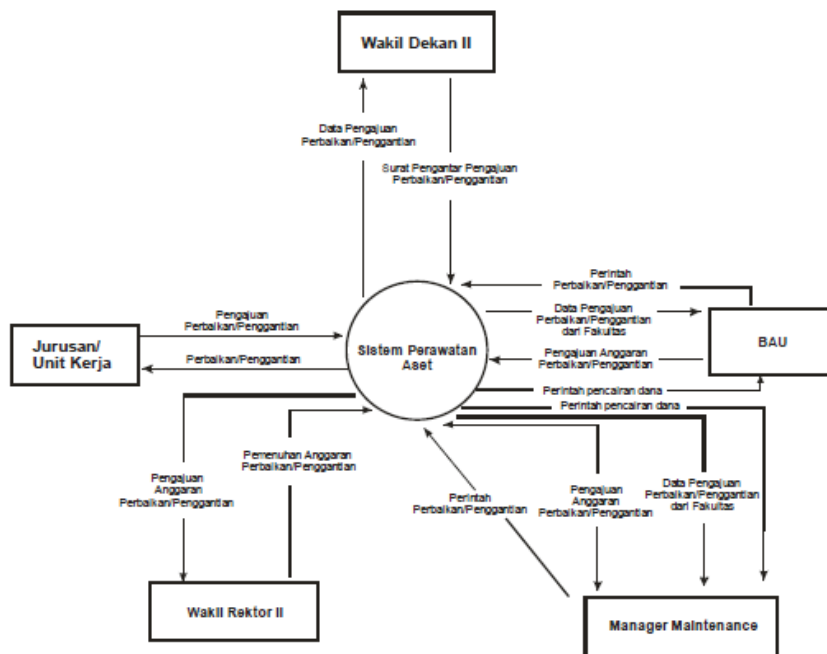 Wakil Dekan II
Data Pengajuan
Perbaikan/Penggantian
Surat Pengantar Pengajuan
Perbaikan/Penggantian
Perintah
Perbaikan/Penggantian
Pengajuan
Perbaikan/Penggantian
Data Pengajuan
Perbaikan/Penggantian
dari Fakultas
Jurusan/
Unit Kerja
Sistem Perawatan
Aset
BAU
Perbaikan/Penggantian
Pengajuan Anggaran
Perbaikan/Penggantian
Perintah pencairan dana
Perintah pencairan dana
Pemenuhan Anggaran
Perbaikan/Penggantian
Pengajuan
Anggaran
Perbaikan/Penggantian
Perintah
Perbaikan/Penggantian
Pengajuan
Anggaran
Perbaikan/Penggantian
Data Pengajuan
Perbaikan/Penggantian
dari Fakultas
Wakil Rektor II
Manager Maintenance